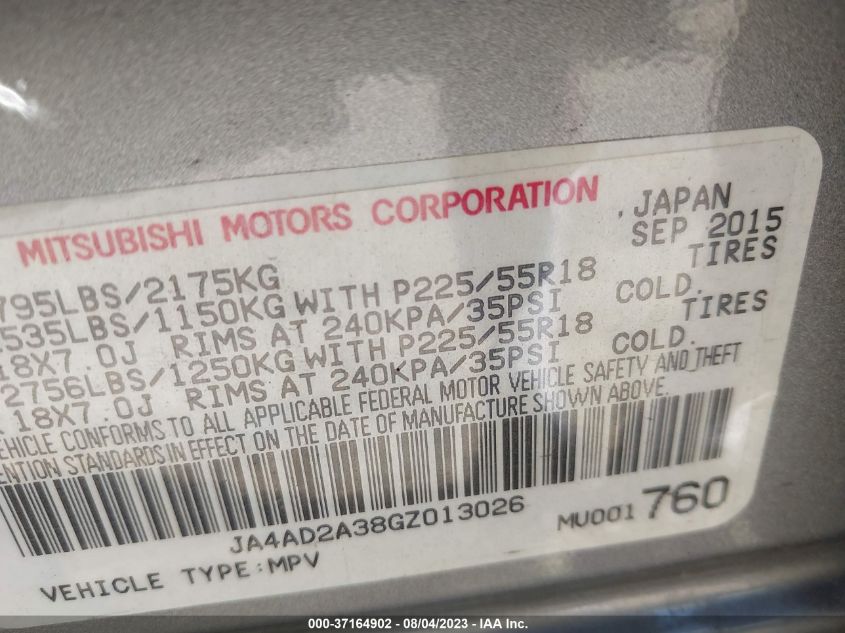 MITSUBISHI MOTORS CORPORATION JAPAN
SEP 2015
795LBS/2175KG
535LBS/1150KG WITH P225/55R18 TIRES
18X7.0J RIMS AT 240KPA/35PSI COLD.
2756LBS/1250KG WITH P225/55R18 TIRES
18X7.0J RIMS AT 240KPA/35PSI COLD.
VEHICLE CONFORMS TO ALL APPLICABLE FEDERAL MOTOR VEHICLE SAFETY AND THEFT
STANDARDS IN EFFECT ON THE DATE OF MANUFACTURE SHOWN ABOVE.
JA4AD2A38GZ013026
MU001 760
VEHICLE TYPE:MPV
000-37164902 - 08/04/2023 - IAA Inc.